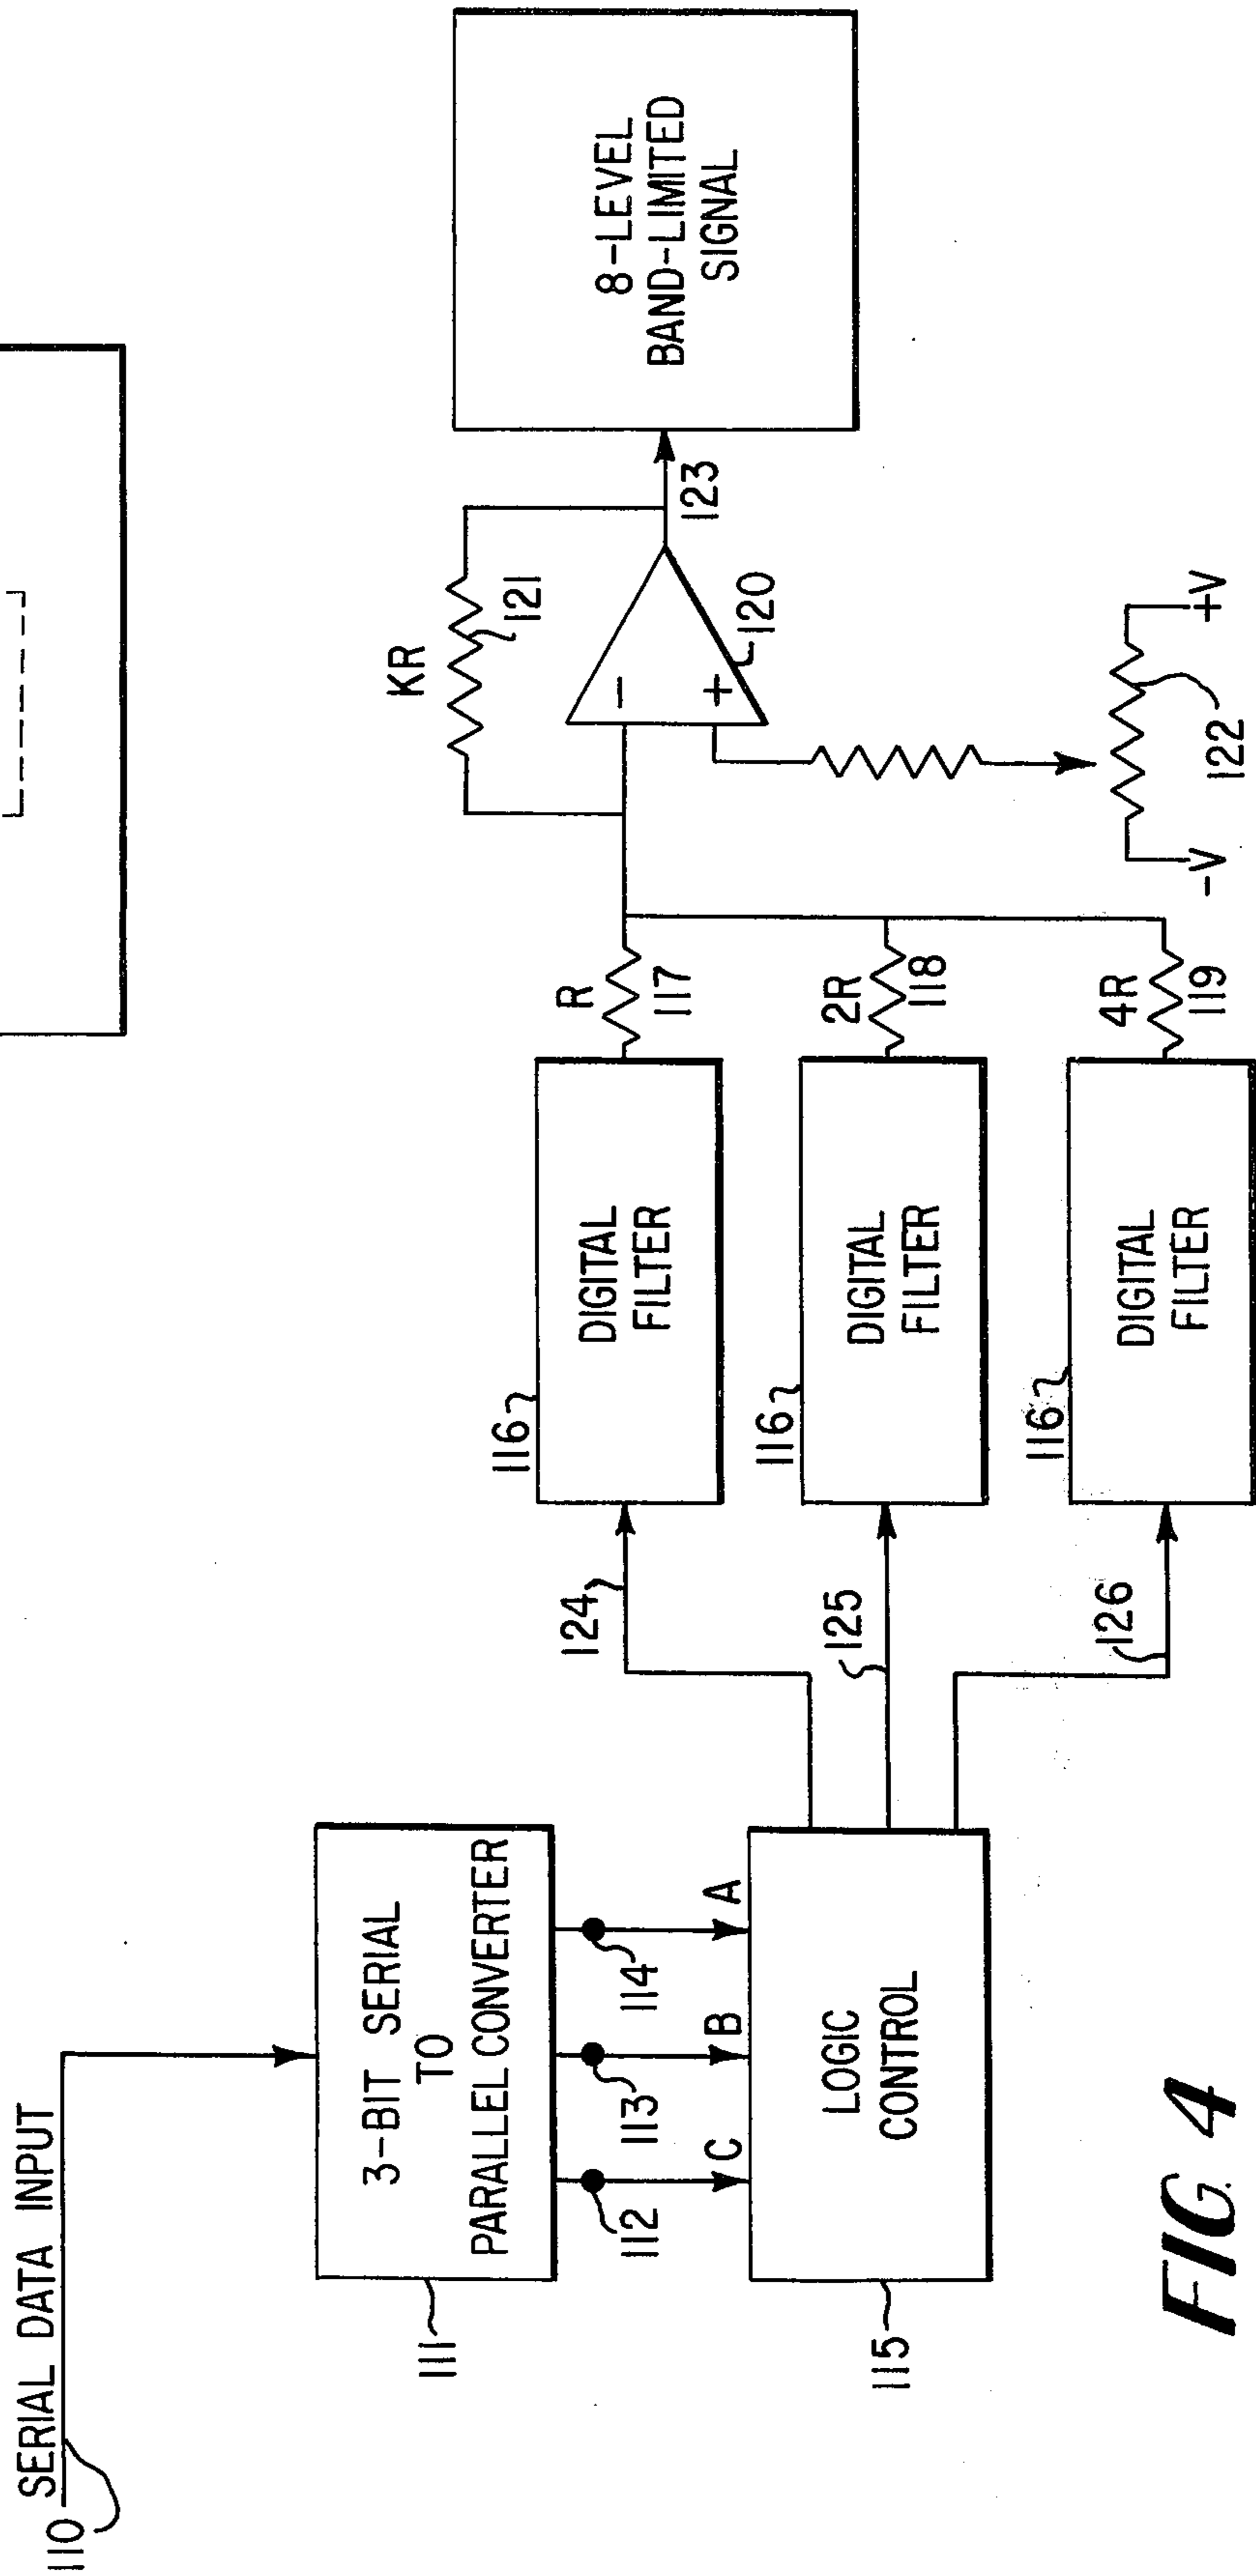 110
SERIAL DATA INPUT
111
3-BIT SERIAL
TO
PARALLEL CONVERTER
112
113
114
C
B
A
115
LOGIC
CONTROL
124
125
126
116
DIGITAL
FILTER
116
DIGITAL
FILTER
116
DIGITAL
FILTER
R
117
2R
118
4R
119
KR
121
−
+
120
122
-V
+V
123
8-LEVEL
BAND-LIMITED
SIGNAL
FIG. 4